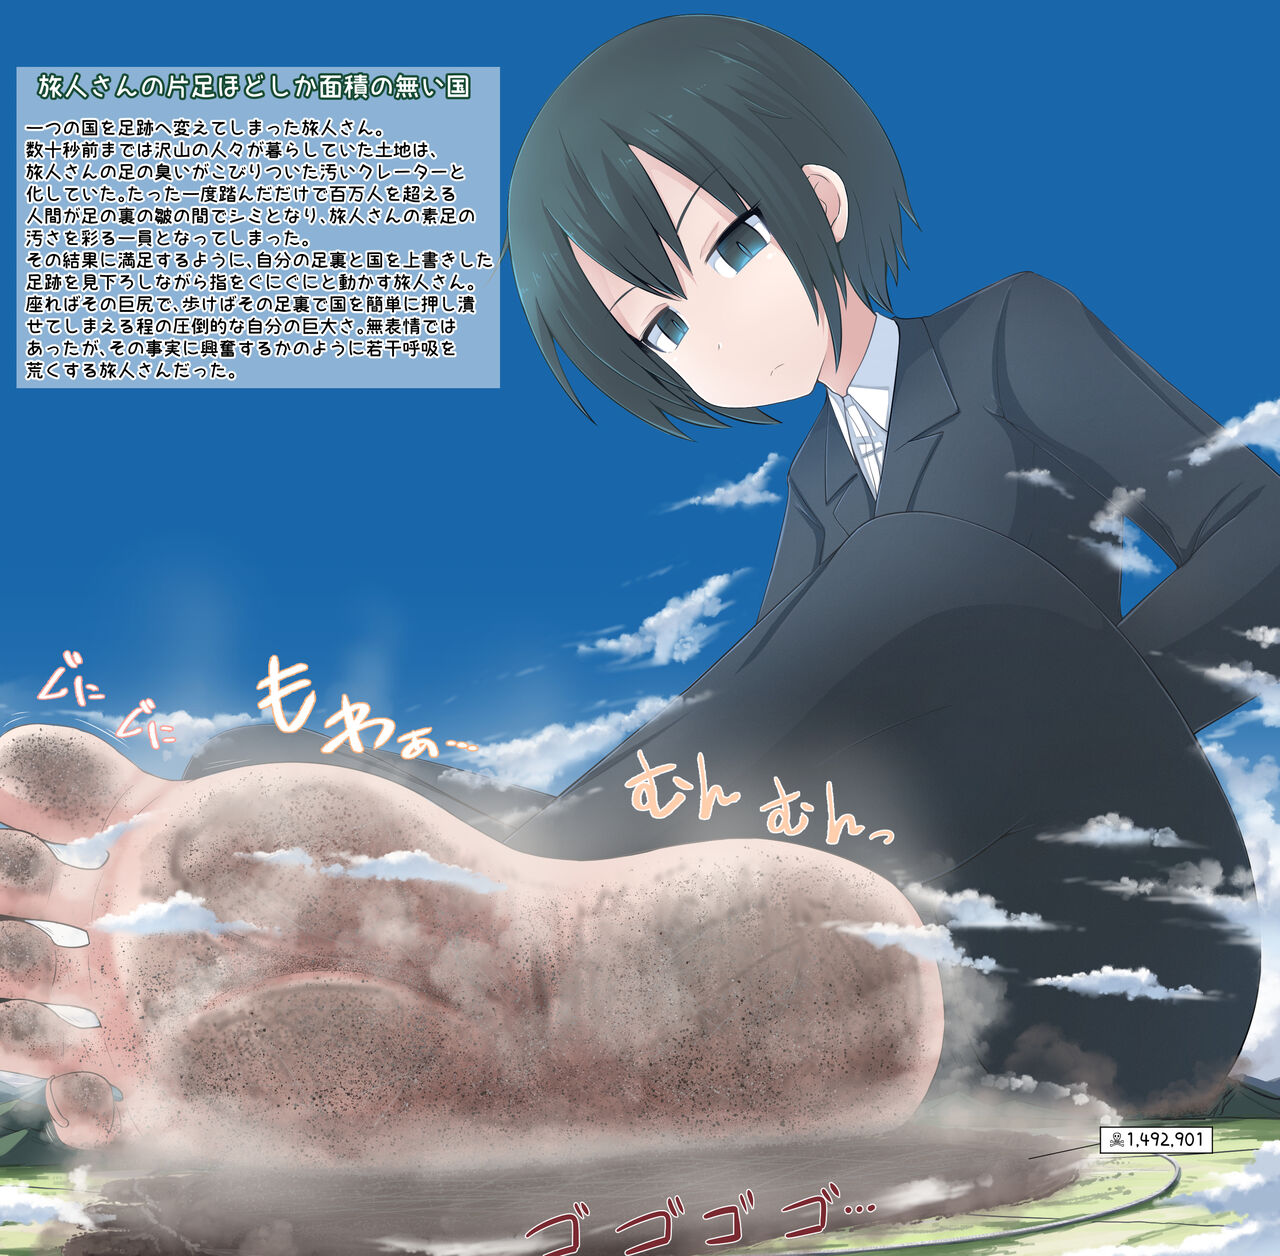 旅人さんの片足ほどしか面積の無い国
一つの国を足跡へ変えてしまった旅人さん。
数十秒前までは沢山の人々が暮らしていた土地は、
旅人さんの足の臭いがこびりついた汚いクレーターと
化していた。たった一度踏んだだけで百万人を超える
人間が足の裏の皺の間でシミとなり、旅人さんの素足の
汚さを彩る一員となってしまった。
その結果に満足するように、自分の足裏と国を上書きした
足跡を見下ろしながら指をぐにぐにと動かす旅人さん。
座ればその巨尻で、歩けばその足裏で国を簡単に押し潰
せてしまえる程の圧倒的な自分の巨大さ。無表情では
あったが、その事実に興奮するかのように若干呼吸を
荒くする旅人さんだった。
ぐに
ぐに
もわぁ…
むん
むんっ
☠1,492,901
ゴゴゴゴ…